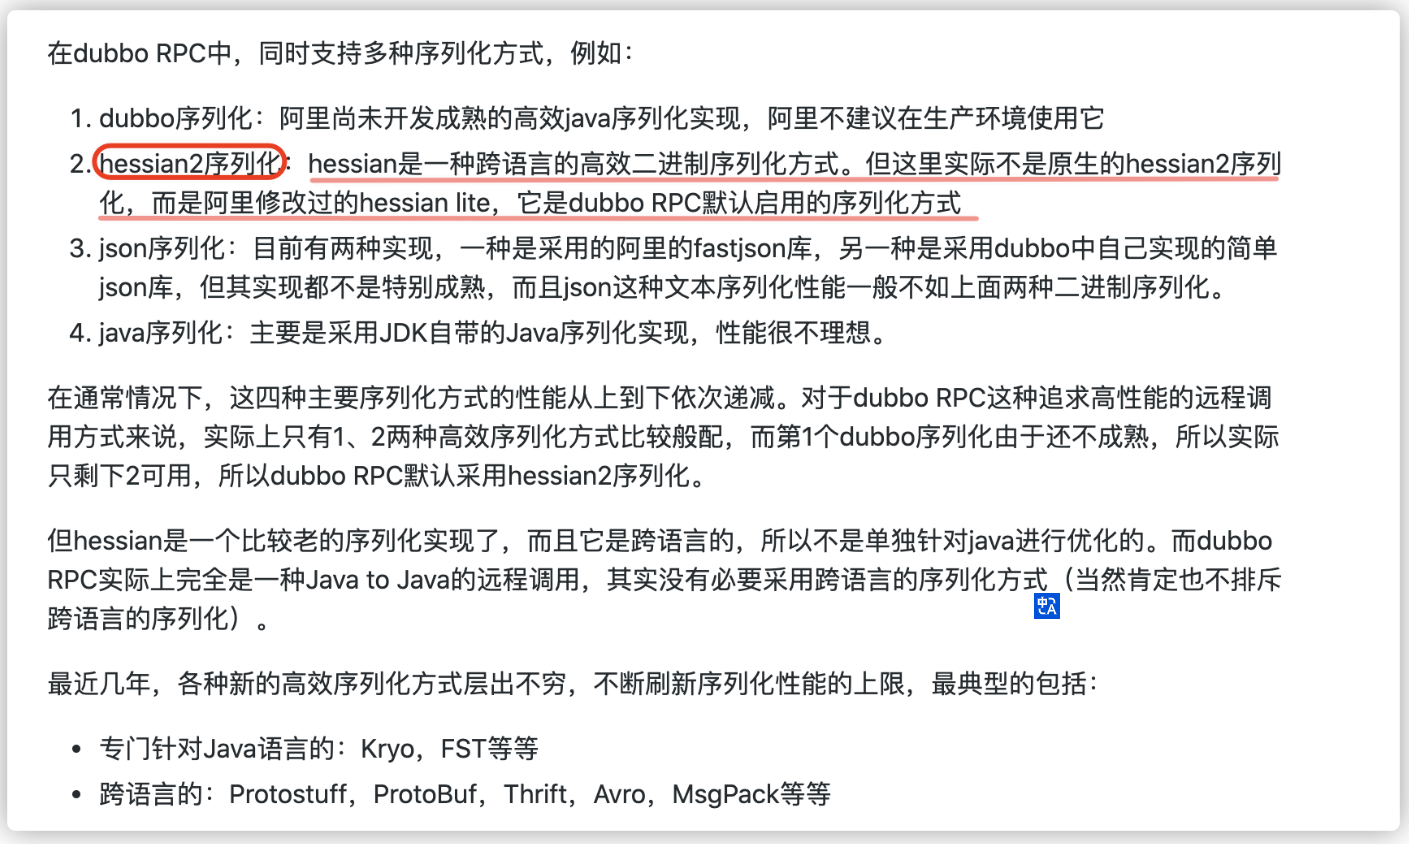 在dubbo RPC中，同时支持多种序列化方式，例如：
1. dubbo序列化：阿里尚未开发成熟的高效java序列化实现，阿里不建议在生产环境使用它
2. hessian2序列化：hessian是一种跨语言的高效二进制序列化方式。但这里实际不是原生的hessian2序列
化，而是阿里修改过的hessian lite，它是dubbo RPC默认启用的序列化方式
3. json序列化：目前有两种实现，一种是采用的阿里的fastjson库，另一种是采用dubbo中自己实现的简单
json库，但其实现都不是特别成熟，而且json这种文本序列化性能一般不如上面两种二进制序列化。
4. java序列化：主要是采用JDK自带的Java序列化实现，性能很不理想。
在通常情况下，这四种主要序列化方式的性能从上到下依次递减。对于dubbo RPC这种追求高性能的远程调
用方式来说，实际上只有1、2两种高效序列化方式比较般配，而第1个dubbo序列化由于还不成熟，所以实际
只剩下2可用，所以dubbo RPC默认采用hessian2序列化。
但hessian是一个比较老的序列化实现了，而且它是跨语言的，所以不是单独针对java进行优化的。而dubbo
RPC实际上完全是一种Java to Java的远程调用，其实没有必要采用跨语言的序列化方式（当然肯定也不排斥
跨语言的序列化）。
中A
最近几年，各种新的高效序列化方式层出不穷，不断刷新序列化性能的上限，最典型的包括：
• 专门针对Java语言的：Kryo，FST等等
• 跨语言的：Protostuff，ProtoBuf，Thrift，Avro，MsgPack等等